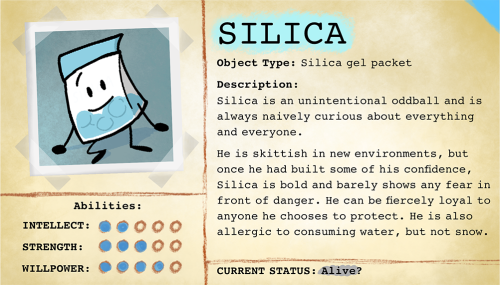 SILICA
Object Type: Silica gel packet
Description:
Silica is an unintentional oddball and is
always naively curious about everything
and everyone.
He is skittish in new environments, but
once he had built some of his confidence,
Silica is bold and barely shows any fear in
front of danger. He can be fiercely loyal to
anyone he chooses to protect. He is also
allergic to consuming water, but not snow.
CURRENT STATUS: Alive?
Abilities:
INTELLECT:
STRENGTH:
WILLPOWER: